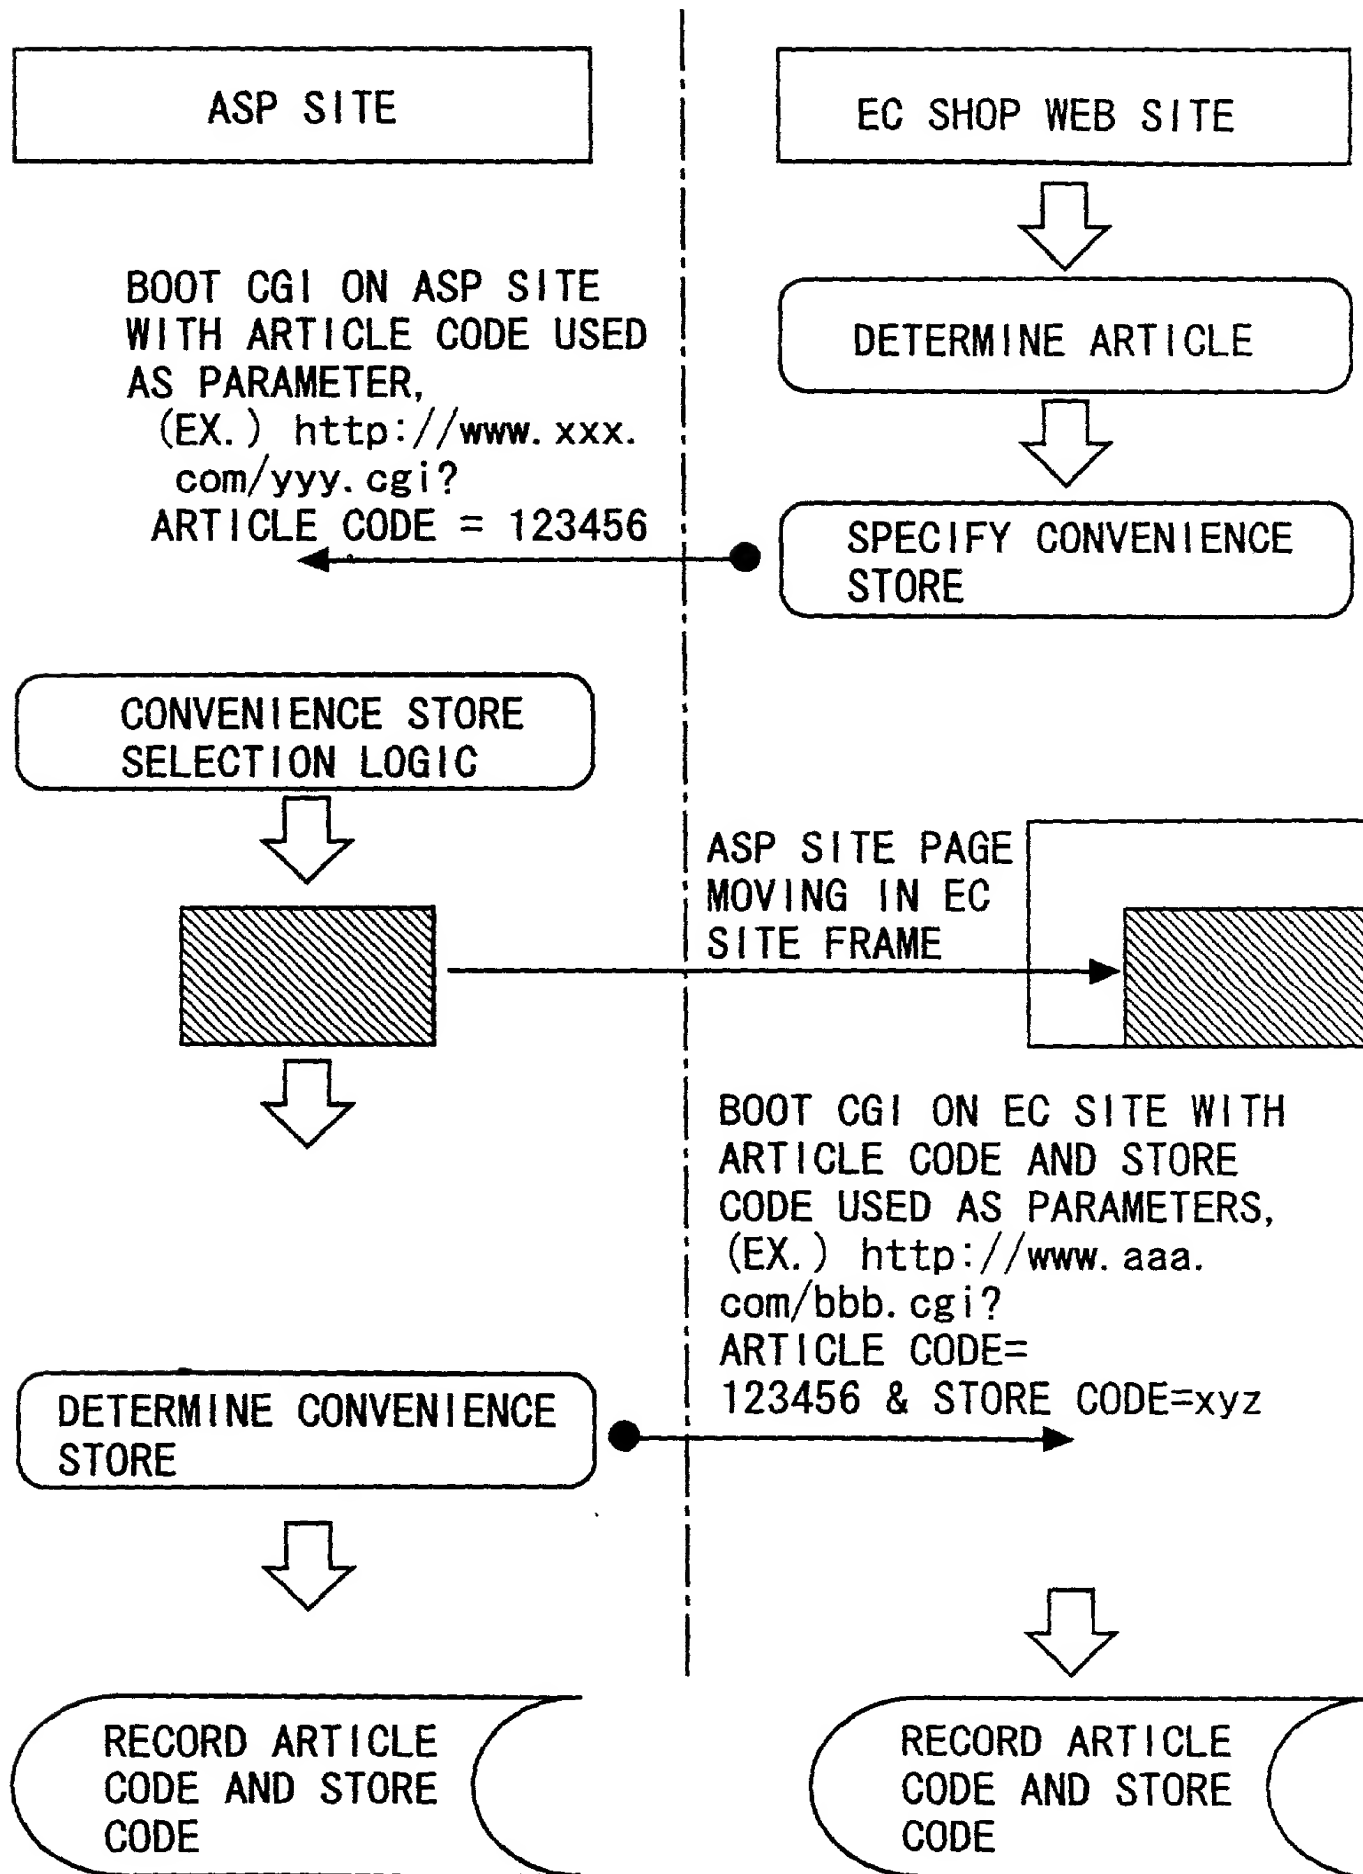 ASP SITE
EC SHOP WEB SITE
BOOT CGI ON ASP SITE
WITH ARTICLE CODE USED
AS PARAMETER,
(EX.) http://www.xxx.
com/yyy.cgi?
ARTICLE CODE = 123456
DETERMINE ARTICLE
SPECIFY CONVENIENCE
STORE
CONVENIENCE STORE
SELECTION LOGIC
ASP SITE PAGE
MOVING IN EC
SITE FRAME
BOOT CGI ON EC SITE WITH
ARTICLE CODE AND STORE
CODE USED AS PARAMETERS,
(EX.) http://www.aaa.
com/bbb.cgi?
ARTICLE CODE=
123456 & STORE CODE=xyz
DETERMINE CONVENIENCE
STORE
RECORD ARTICLE
CODE AND STORE
CODE
RECORD ARTICLE
CODE AND STORE
CODE